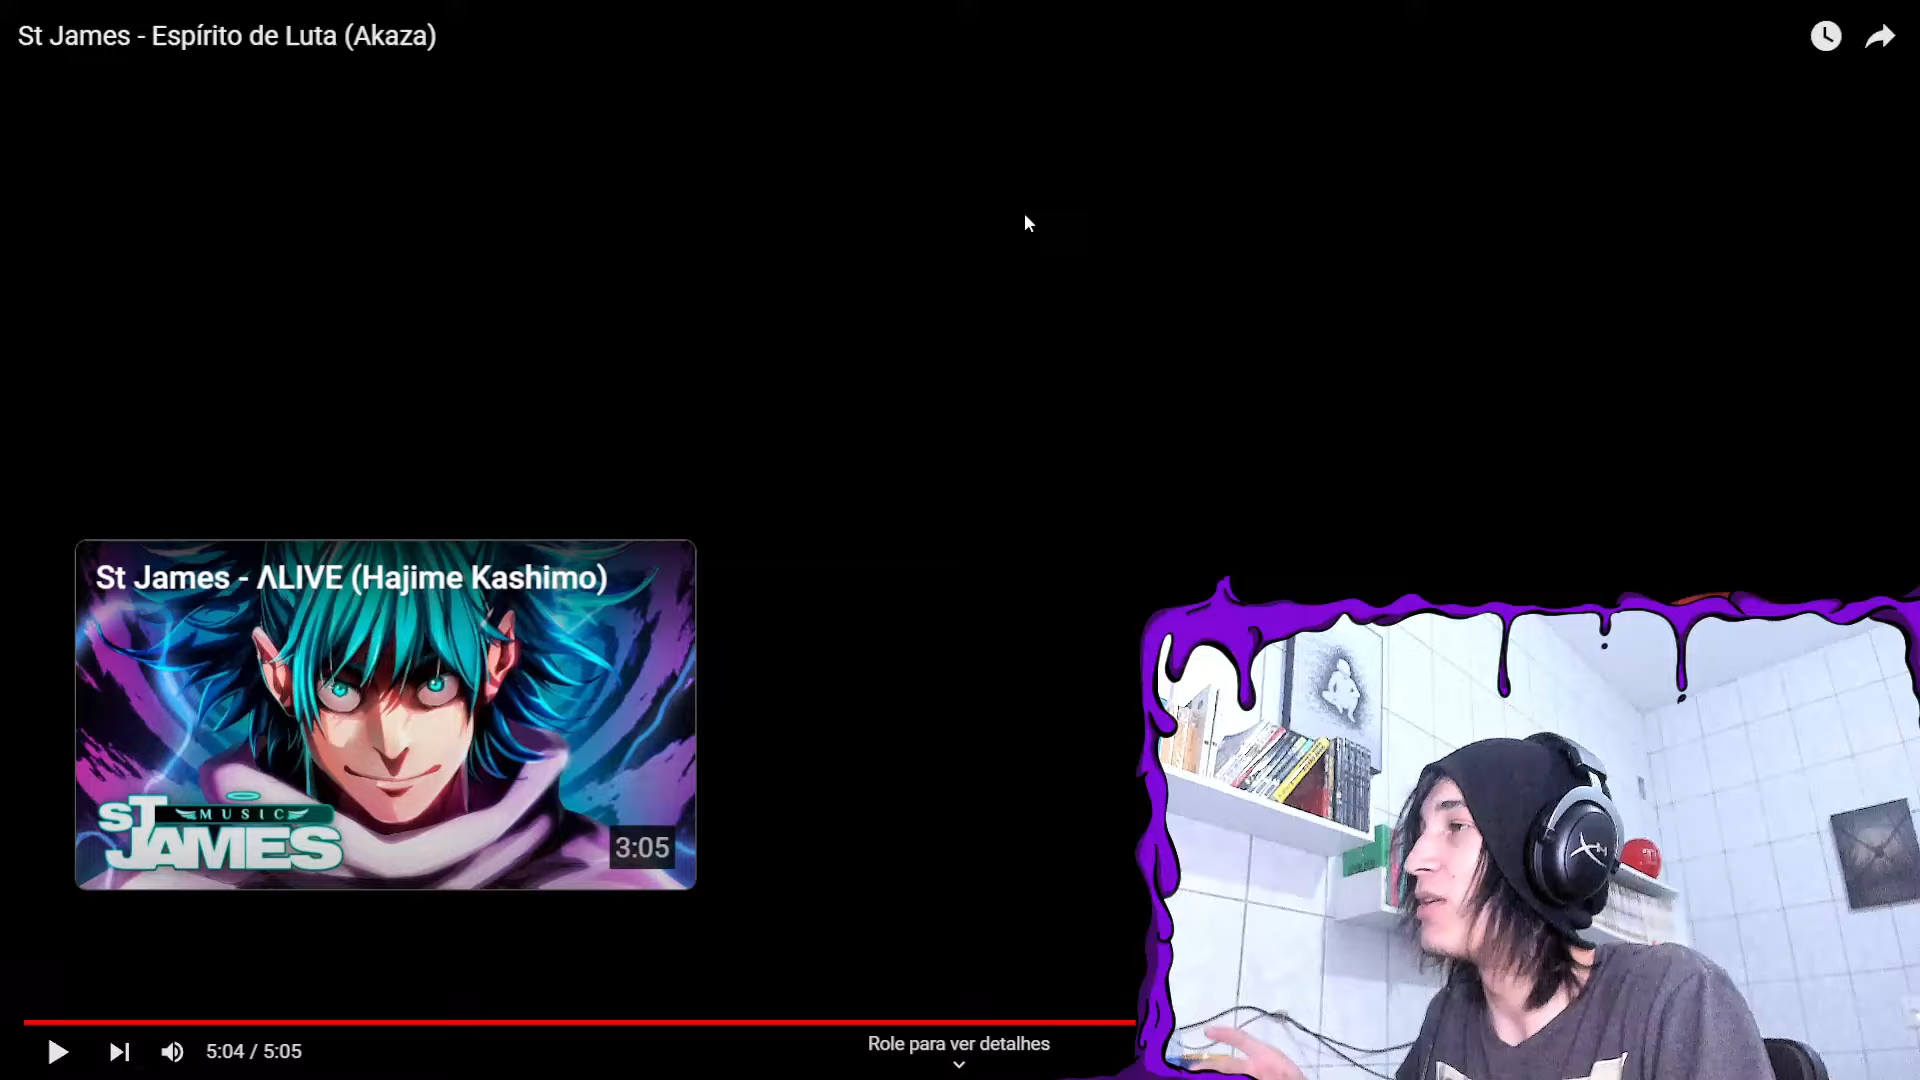 St James - Espírito de Luta (Akaza)
St James - ΛLIVE (Hajime Kashimo)
MUSIC
ST JAMES
3:05
5:04 / 5:05
Role para ver detalhes